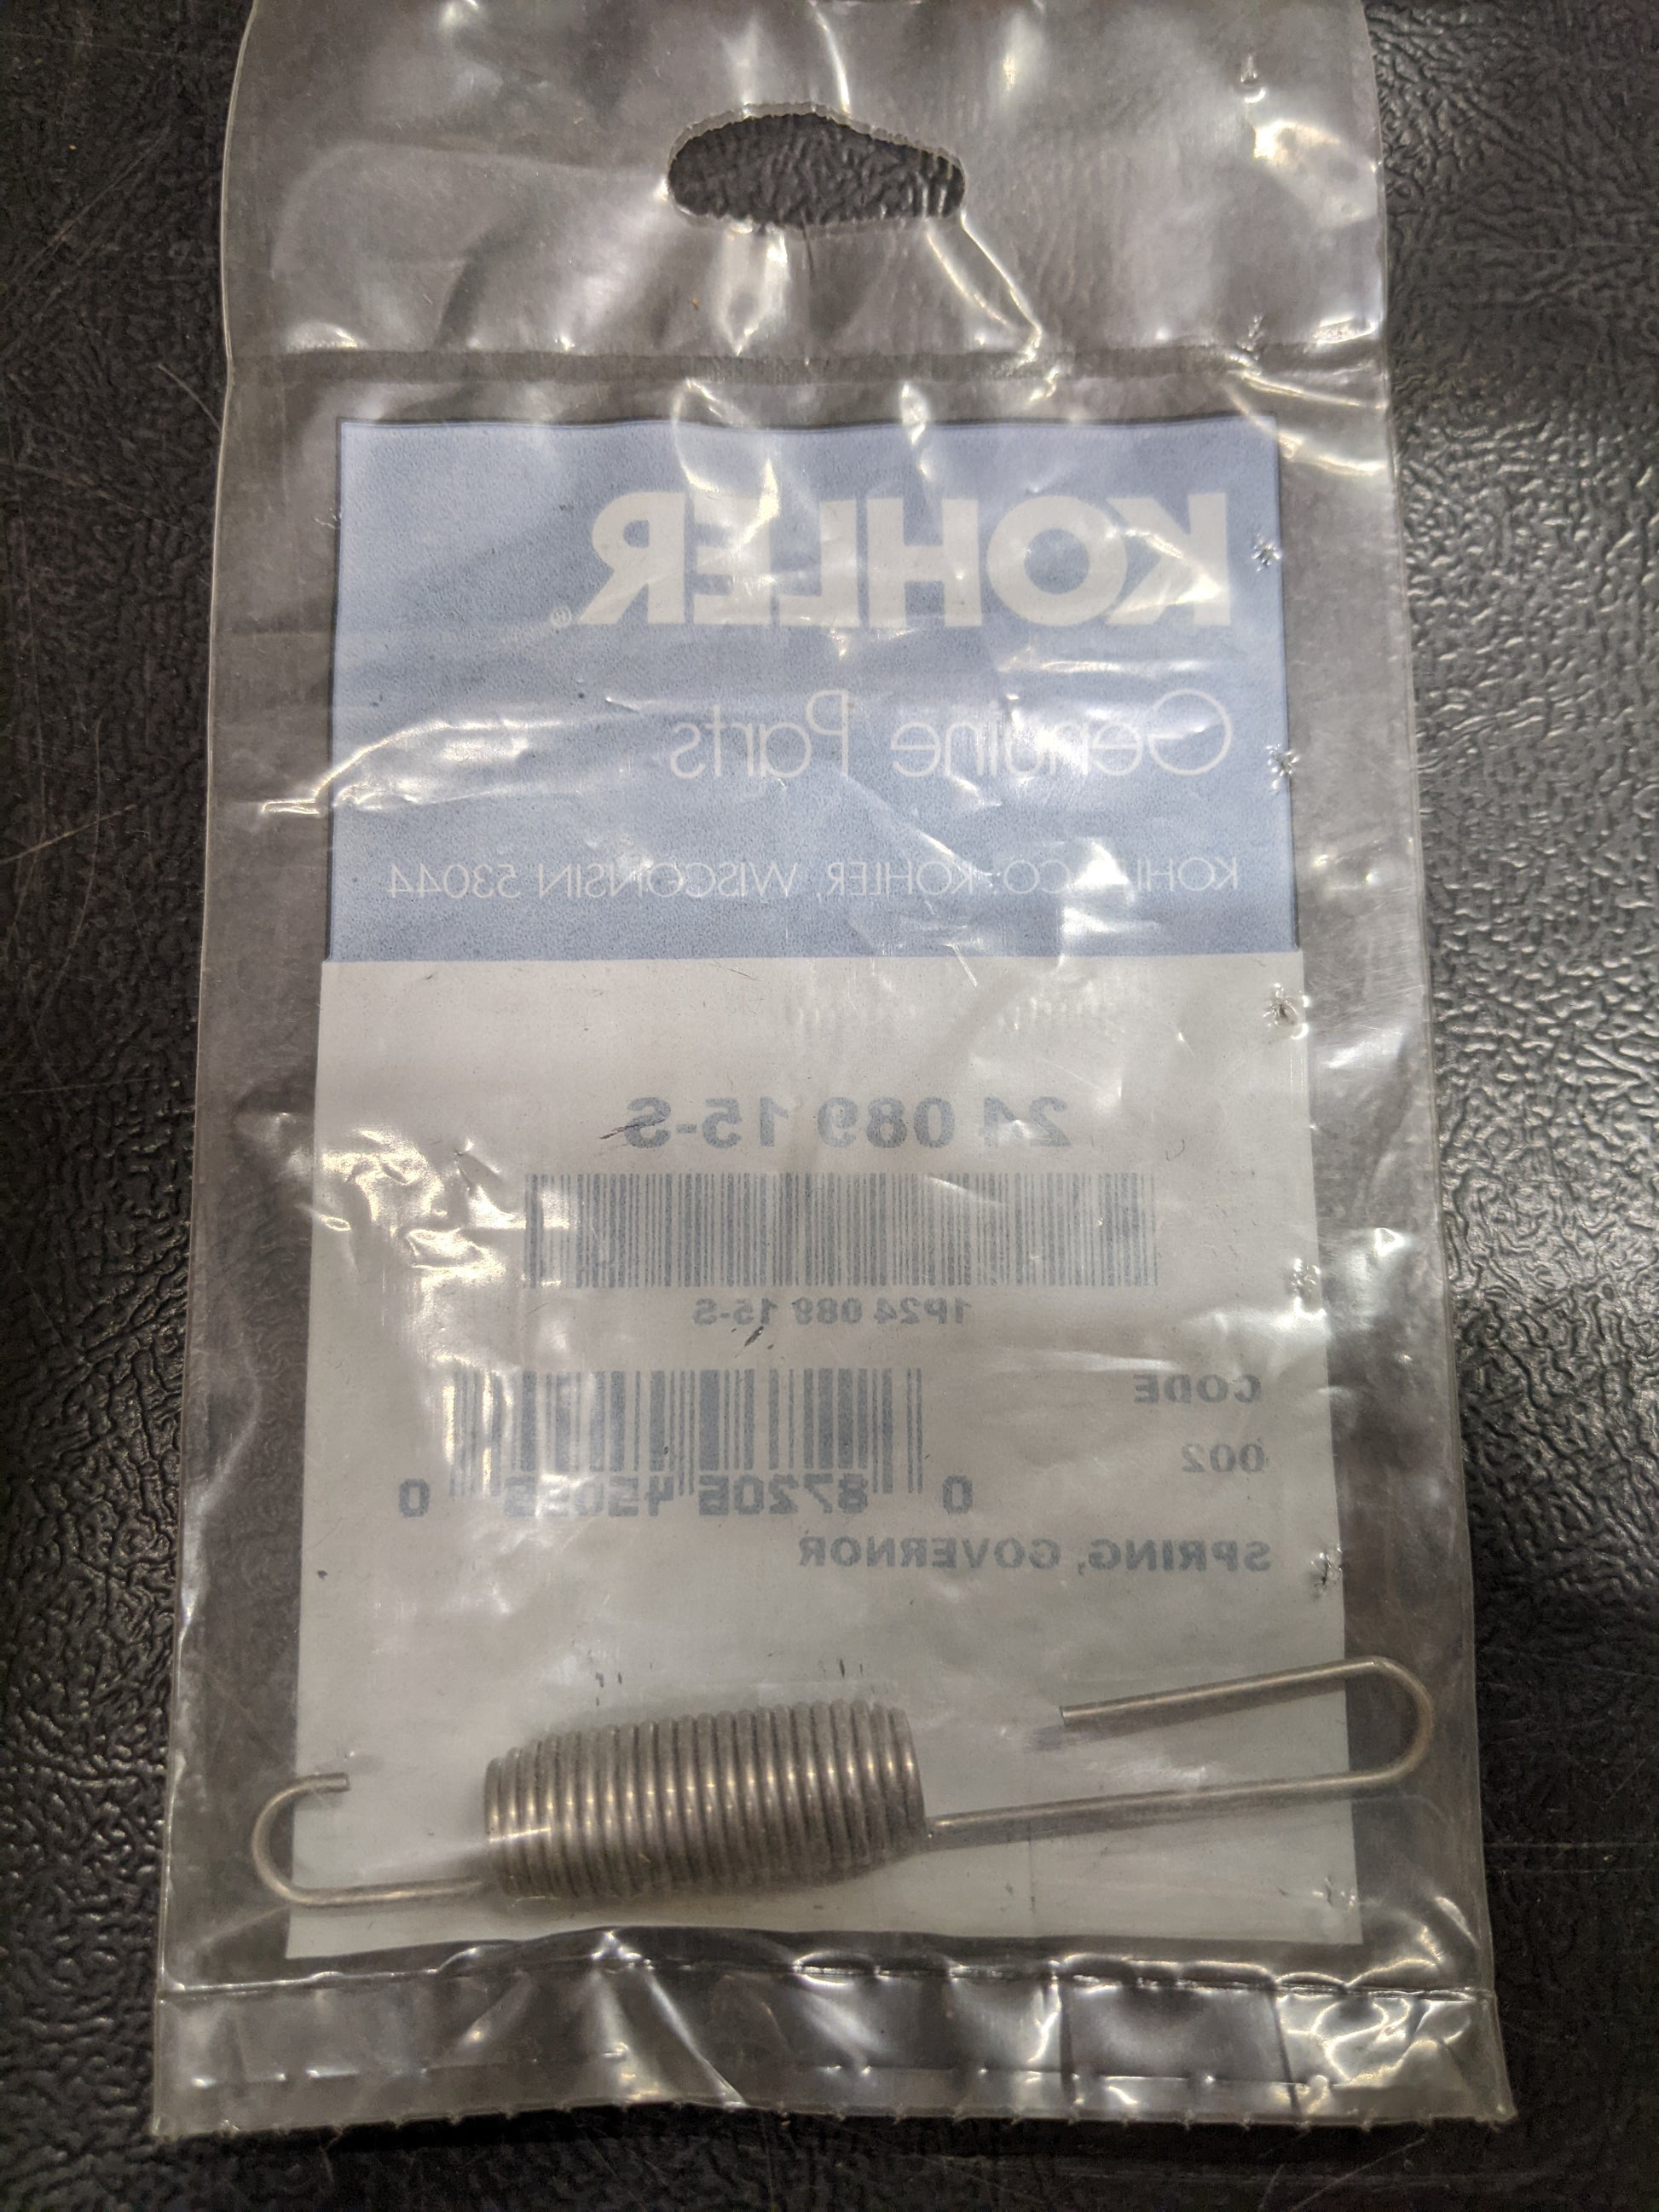 KOHLER®
Genuine Parts
KOHLER CO. KOHLER, WISCONSIN 53044
24 089 15-S
1P24 089 15-S
CODE
002
0 87206 45055 0
SPRING, GOVERNOR